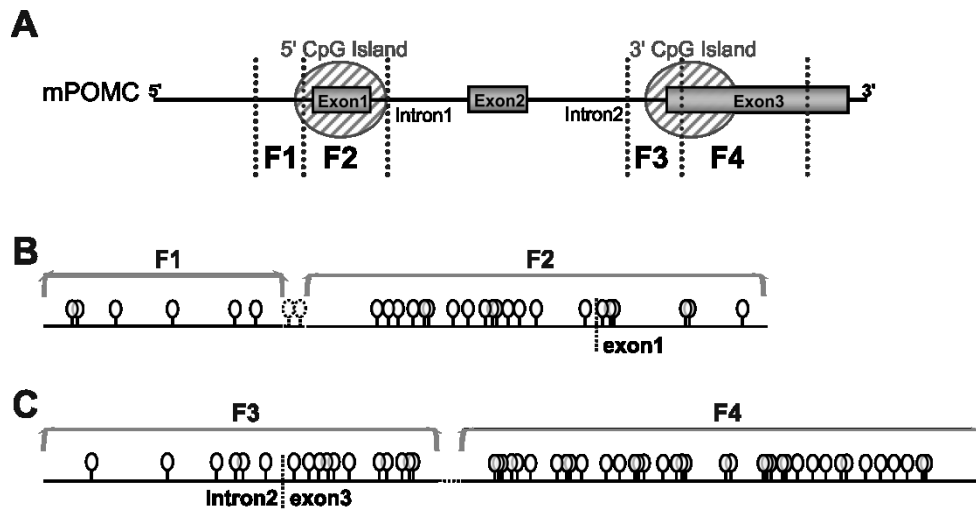 A
5' CpG Island
3' CpG Island
mPOMC
5'
Exon1
Intron1
Exon2
Intron2
Exon3
3'
F1
F2
F3
F4
B
F1
F2
exon1
C
F3
F4
Intron2
exon3